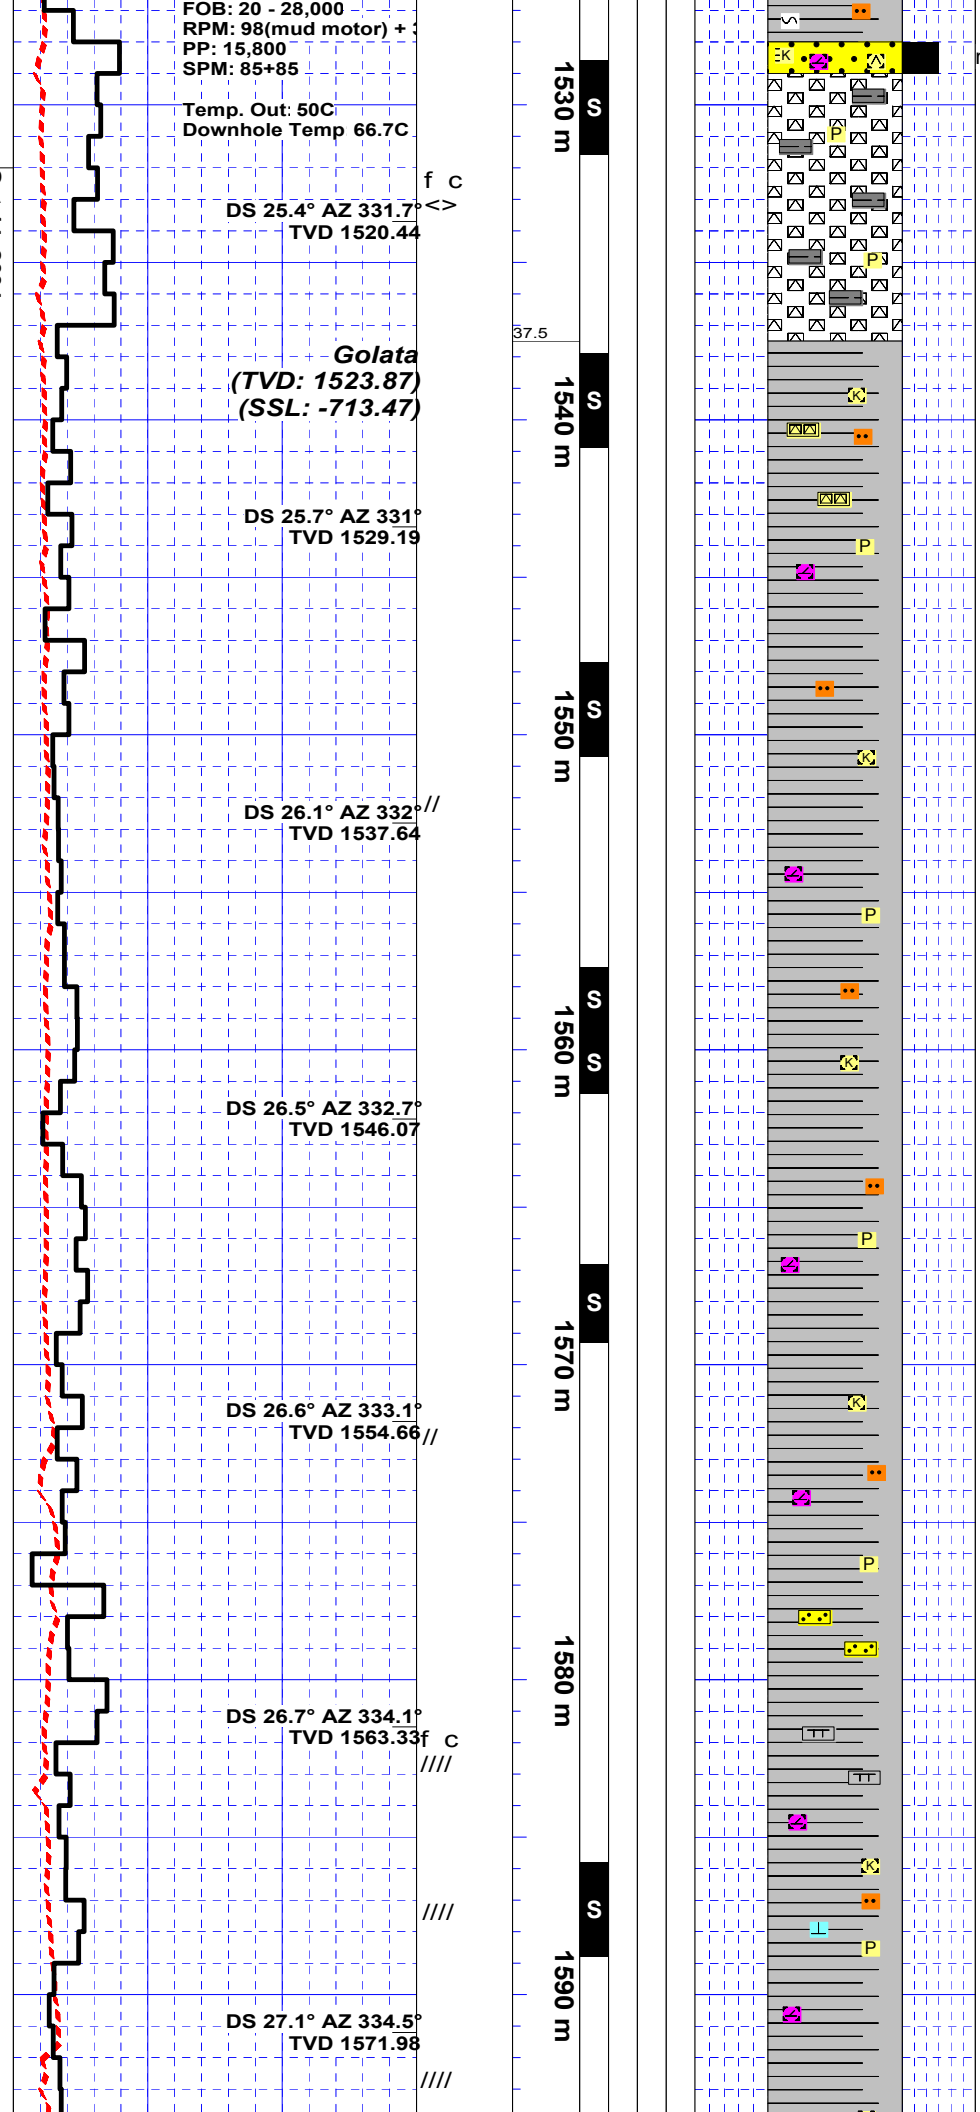 FOB: 20 - 28,000
RPM: 98(mud motor) +
PP: 15,800
SPM: 85+85
Temp. Out: 50C
Downhole Temp 66.7C
1530 m
S
K
P
f c
<>
DS 25.4° AZ 331.7°
TVD 1520.44
P
37.5
Golata
(TVD: 1523.87)
(SSL: -713.47)
1540 m
S
K
DS 25.7° AZ 331°
TVD 1529.19
P
1550 m
S
K
DS 26.1° AZ 332°
//
TVD 1537.64
P
S
1560 m
S
K
DS 26.5° AZ 332.7°
TVD 1546.07
P
S
1570 m
K
DS 26.6° AZ 333.1°
TVD 1554.66
//
P
1580 m
DS 26.7° AZ 334.1°
TVD 1563.33
f c
////
K
S
////
P
1590 m
DS 27.1° AZ 334.5°
TVD 1571.98
////